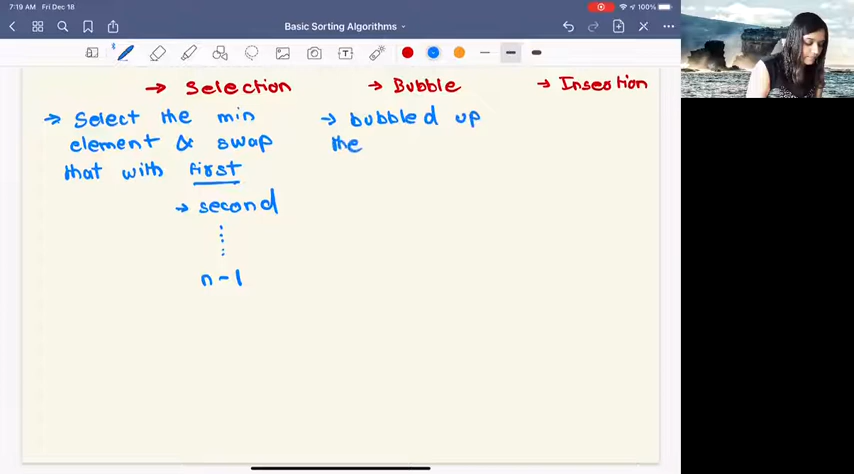 7:19 AM Fri Dec 18
100%
Basic Sorting Algorithms
→ Selection → Bubble → Insertion
→ Select the min
element & swap
that with first
→ second
n-1
→ bubbled up
the